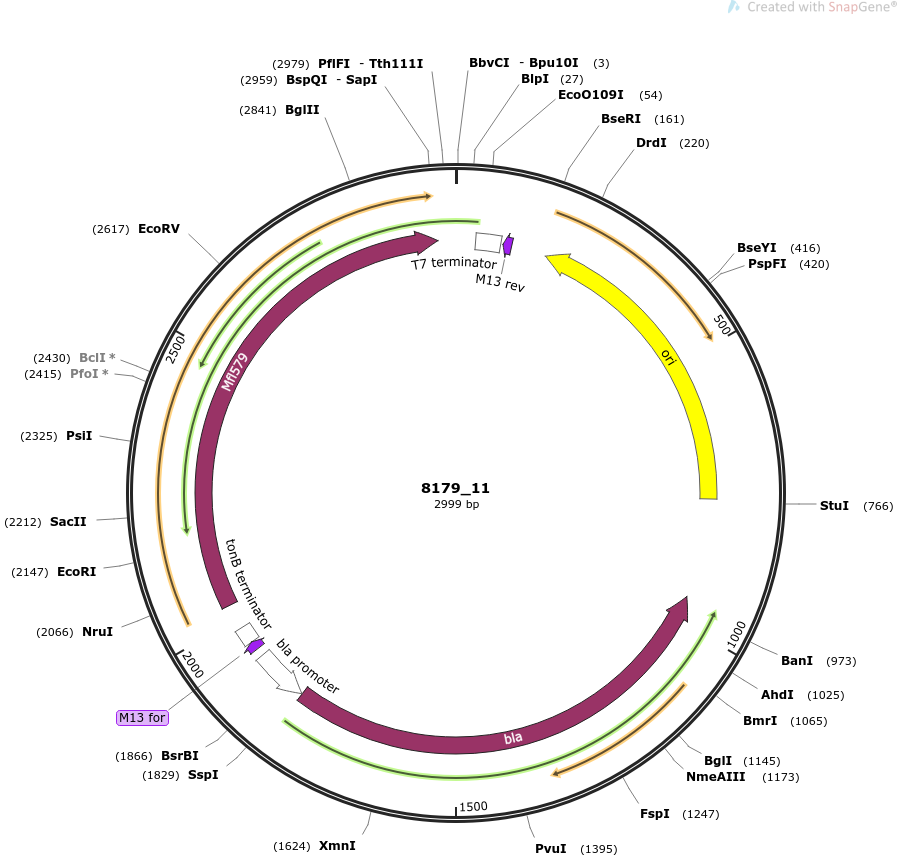 Created with SnapGene®
(2979) PflFI - Tth111I
(2959) BspQI - SapI
(2841) BglII
BbvCI - Bpu10I (3)
BlpI (27)
EcoO109I (54)
BseRI (161)
DrdI (220)
(2617) EcoRV
BseYI (416)
PspFI (420)
T7 terminator
M13 rev
500
2500
ori
Mfl579
(2430) BclI *
(2415) PfoI *
(2325) PsiI
8179_11
2999 bp
StuI (766)
(2212) SacII
(2147) EcoRI
(2066) NruI
tonB terminator
bla promoter
2000
1000
BanI (973)
AhdI (1025)
BmrI (1065)
M13 for
bla
(1866) BsrBI
(1829) SspI
BglI (1145)
NmeAIII (1173)
FspI (1247)
1500
(1624) XmnI
PvuI (1395)